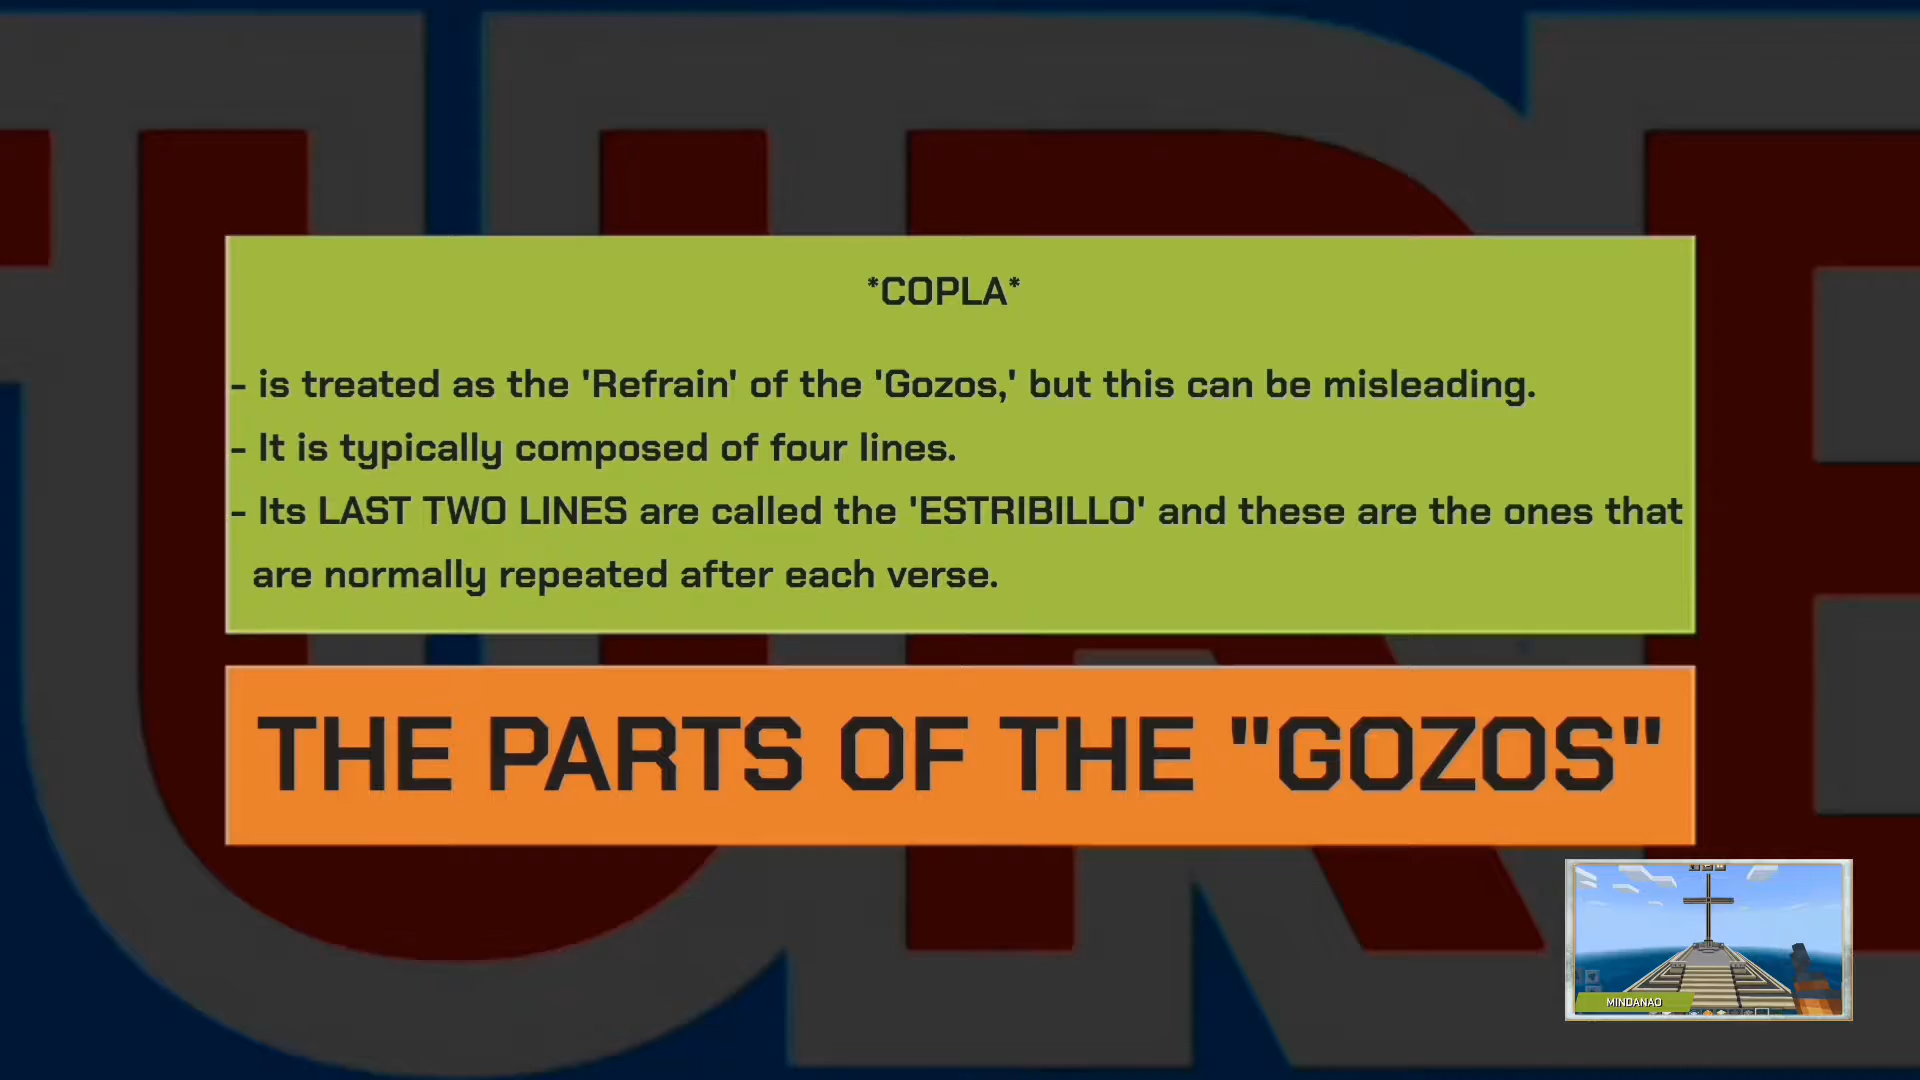 *COPLA*
- is treated as the 'Refrain' of the 'Gozos,' but this can be misleading.
- It is typically composed of four lines.
- Its LAST TWO LINES are called the 'ESTRIBILLO' and these are the ones that
are normally repeated after each verse.
THE PARTS OF THE "GOZOS"
MINDANAO